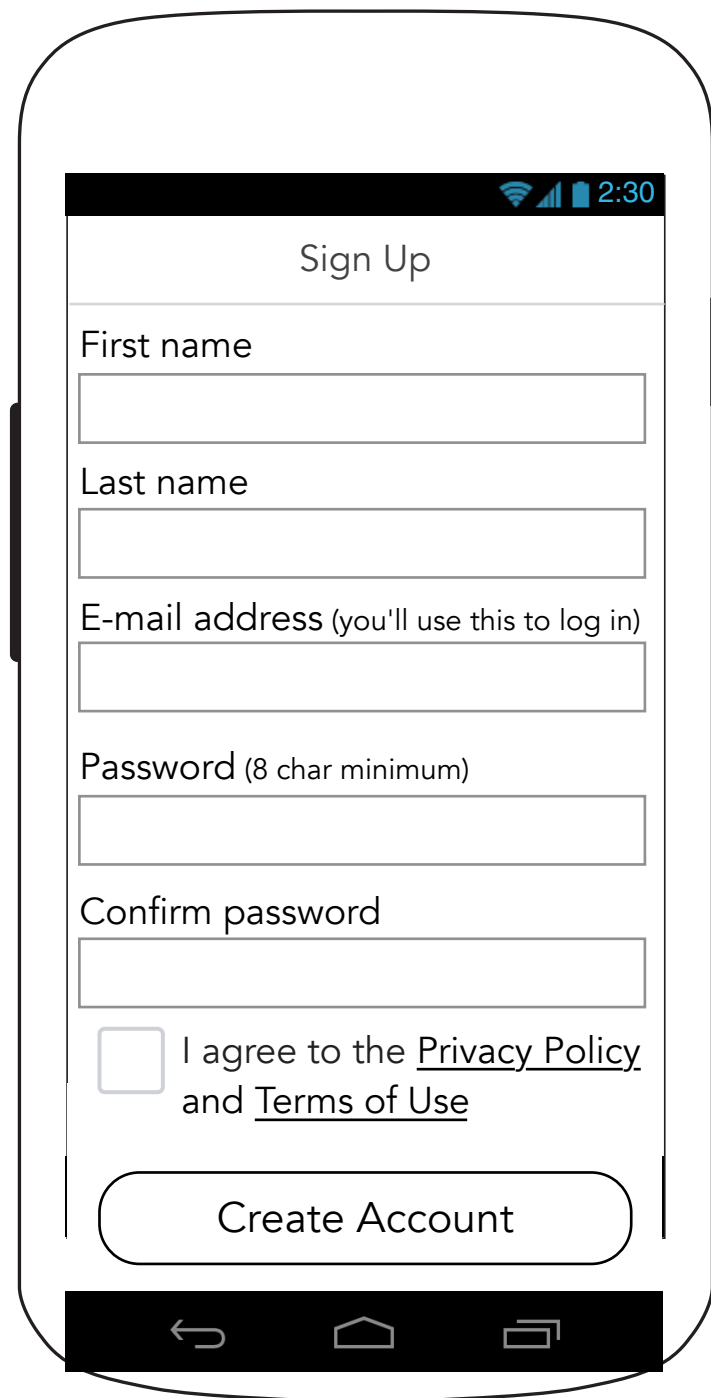 2:30
Sign Up
First name
Last name
E-mail address (you'll use this to log in)
Password (8 char minimum)
Confirm password
I agree to the Privacy Policy
and Terms of Use
Create Account